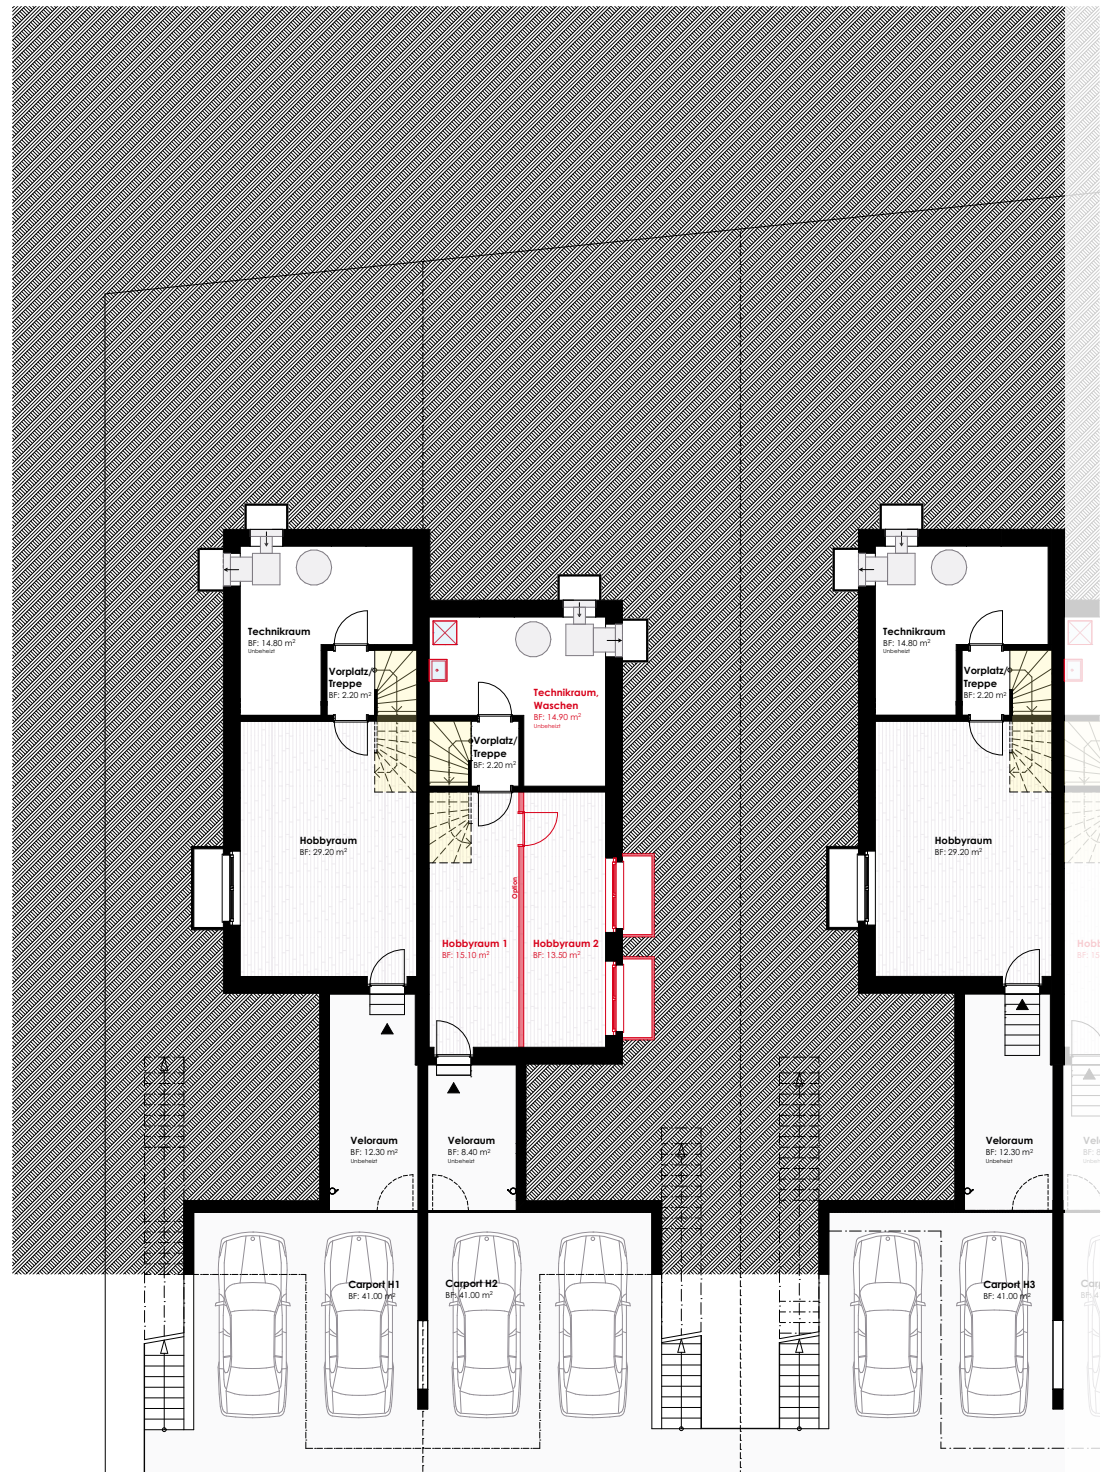 Technikraum
BF: 14.80 m²
Unbeheizt
Vorplatz/
Treppe
BF: 2.20 m²
Technikraum,
Waschen
BF: 14.90 m²
Unbeheizt
Vorplatz/
Treppe
BF: 2.20 m²
Hobbyraum
BF: 29.20 m²
Option
Hobbyraum 1
BF: 15.10 m²
Hobbyraum 2
BF: 13.50 m²
Veloraum
BF: 12.30 m²
Unbeheizt
Veloraum
BF: 8.40 m²
Unbeheizt
Carport H1
BF: 41.00 m²
Carport H2
BF: 41.00 m²
Technikraum
BF: 14.80 m²
Unbeheizt
Vorplatz/
Treppe
BF: 2.20 m²
Hobbyraum
BF: 29.20 m²
Veloraum
BF: 12.30 m²
Unbeheizt
Carport H3
BF: 41.00 m²